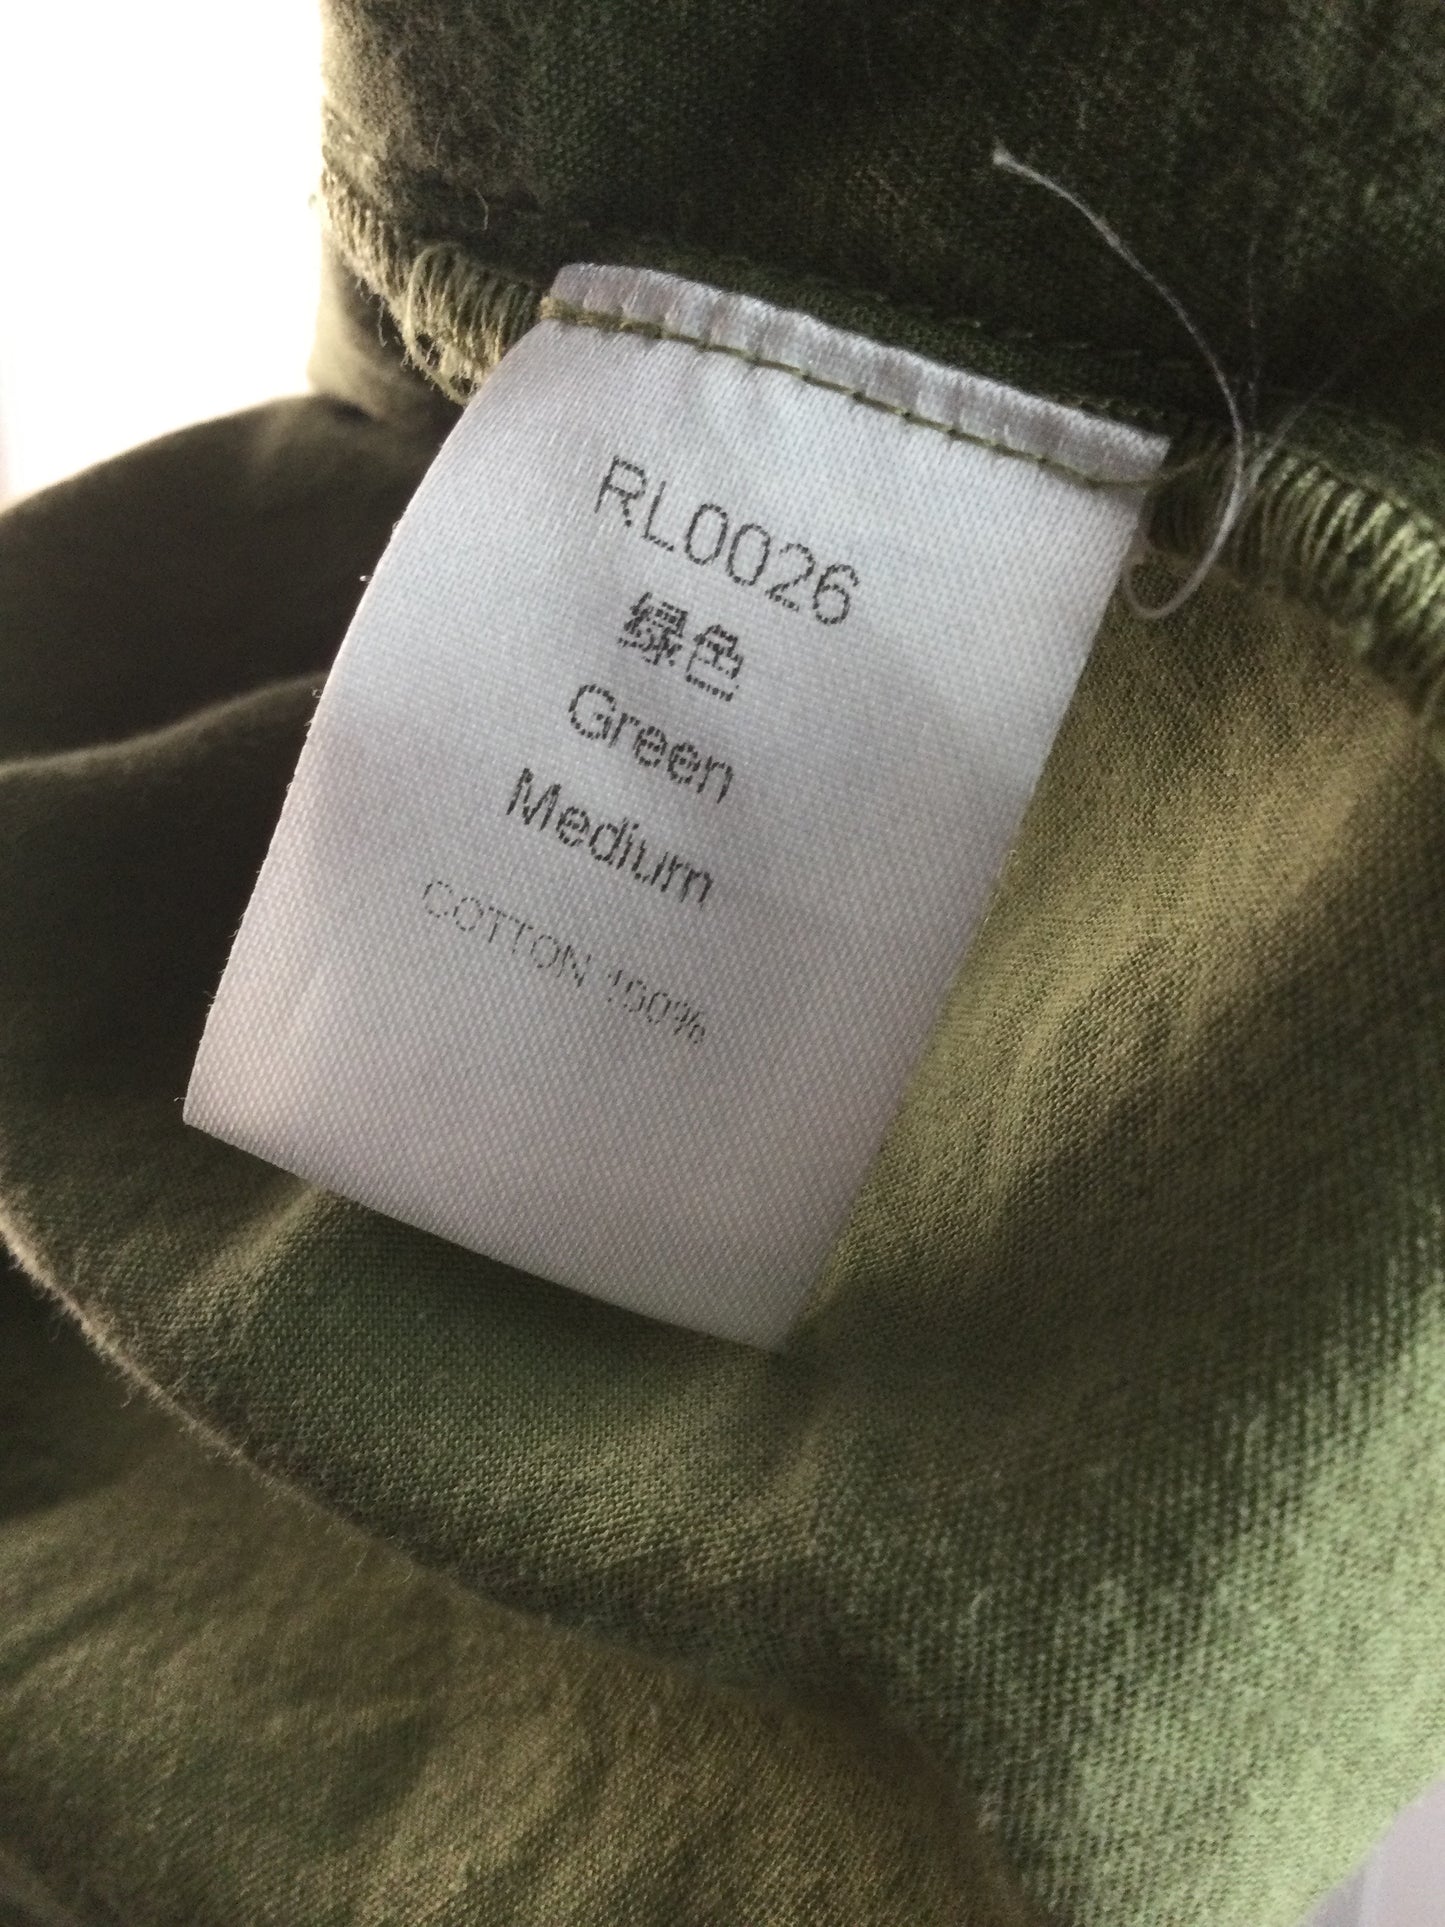 RL0026
绿色
Green
Medium
COTTON 100%